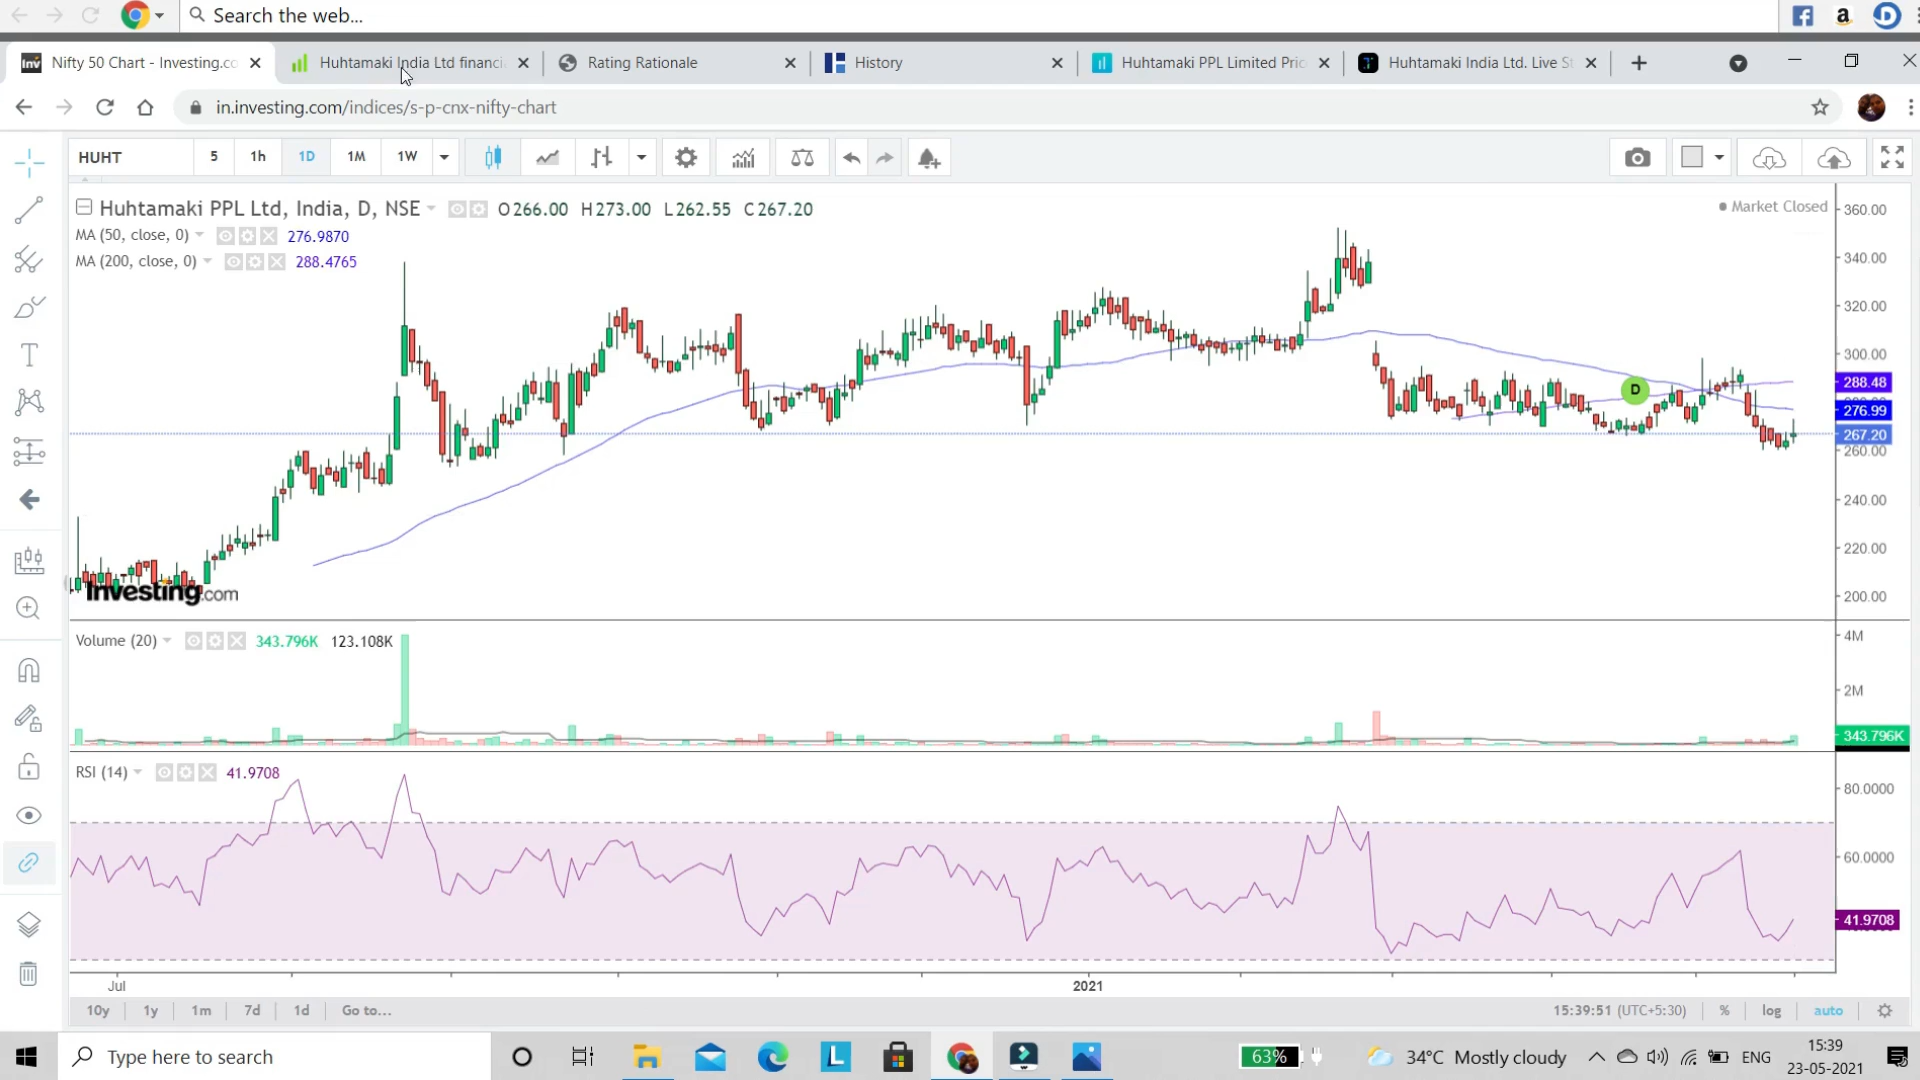 Search the web...
Nifty 50 Chart - Investing.co
Huhtamaki India Ltd financi
Rating Rationale
History
Huhtamaki PPL Limited Pric
Huhtamaki India Ltd. Live St
in.investing.com/indices/s-p-cnx-nifty-chart
HUHT 5 1h 1D 1M 1W
Huhtamaki PPL Ltd, India, D, NSE O266.00 H273.00 L262.55 C267.20
Market Closed
MA (50, close, 0) 276.9870
MA (200, close, 0) 288.4765
360.00
340.00
320.00
300.00
288.48
276.99
267.20
260.00
240.00
220.00
200.00
Investing.com
Volume (20) 343.796K 123.108K
4M
2M
343.796K
RSI (14) 41.9708
80.0000
60.0000
41.9708
D
Jul 2021
10y 1y 1m 7d 1d Go to... 15:39:51 (UTC+5:30) % log auto
Type here to search
63%
34°C Mostly cloudy
ENG
15:39
23-05-2021